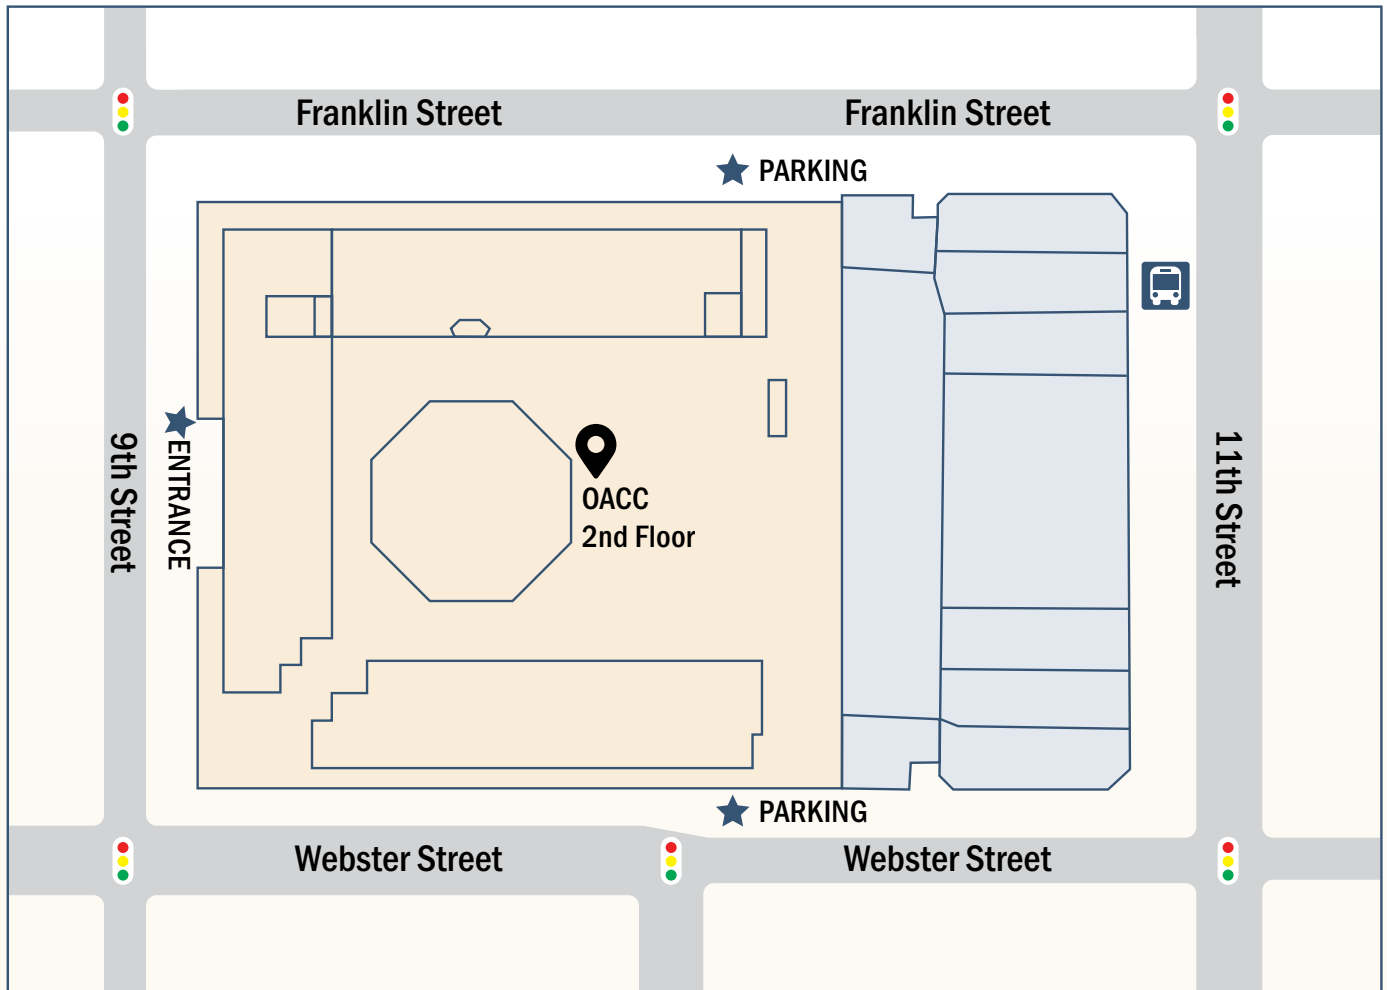 Franklin Street
Franklin Street
PARKING
9th Street
ENTRANCE
OACC
2nd Floor
11th Street
PARKING
Webster Street
Webster Street